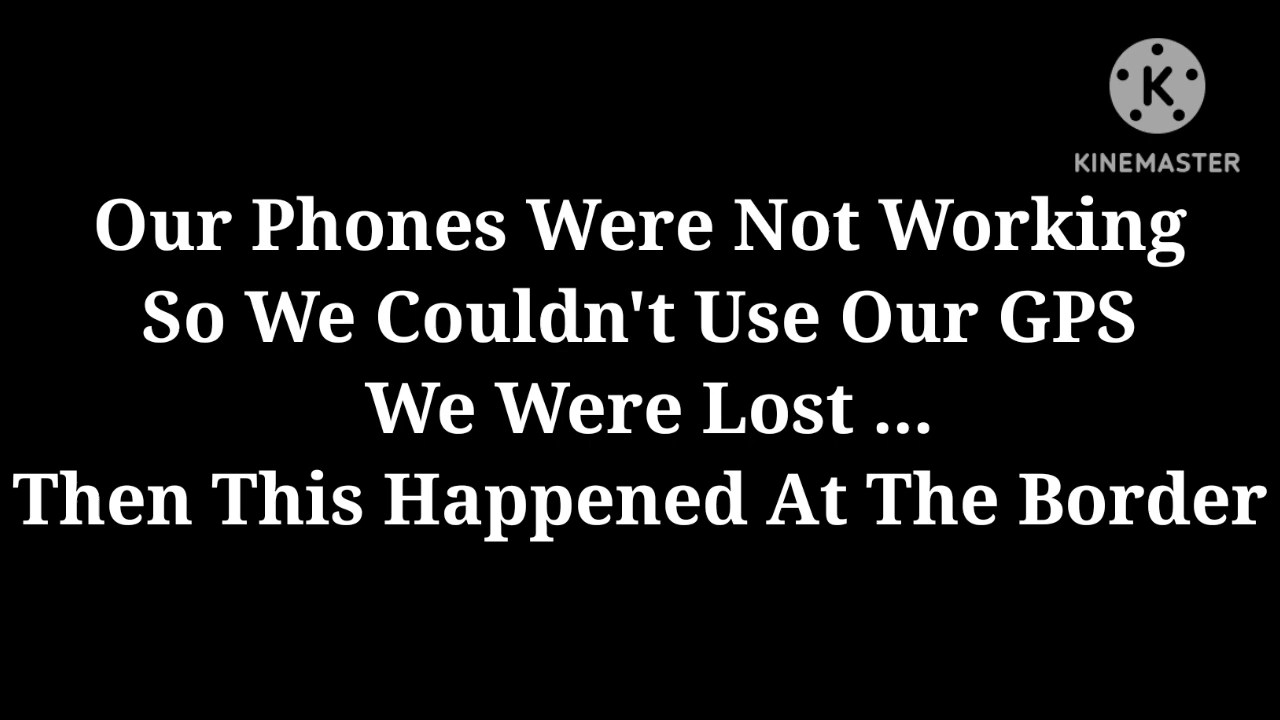 K
KINEMASTER
Our Phones Were Not Working
So We Couldn't Use Our GPS
We Were Lost ...
Then This Happened At The Border